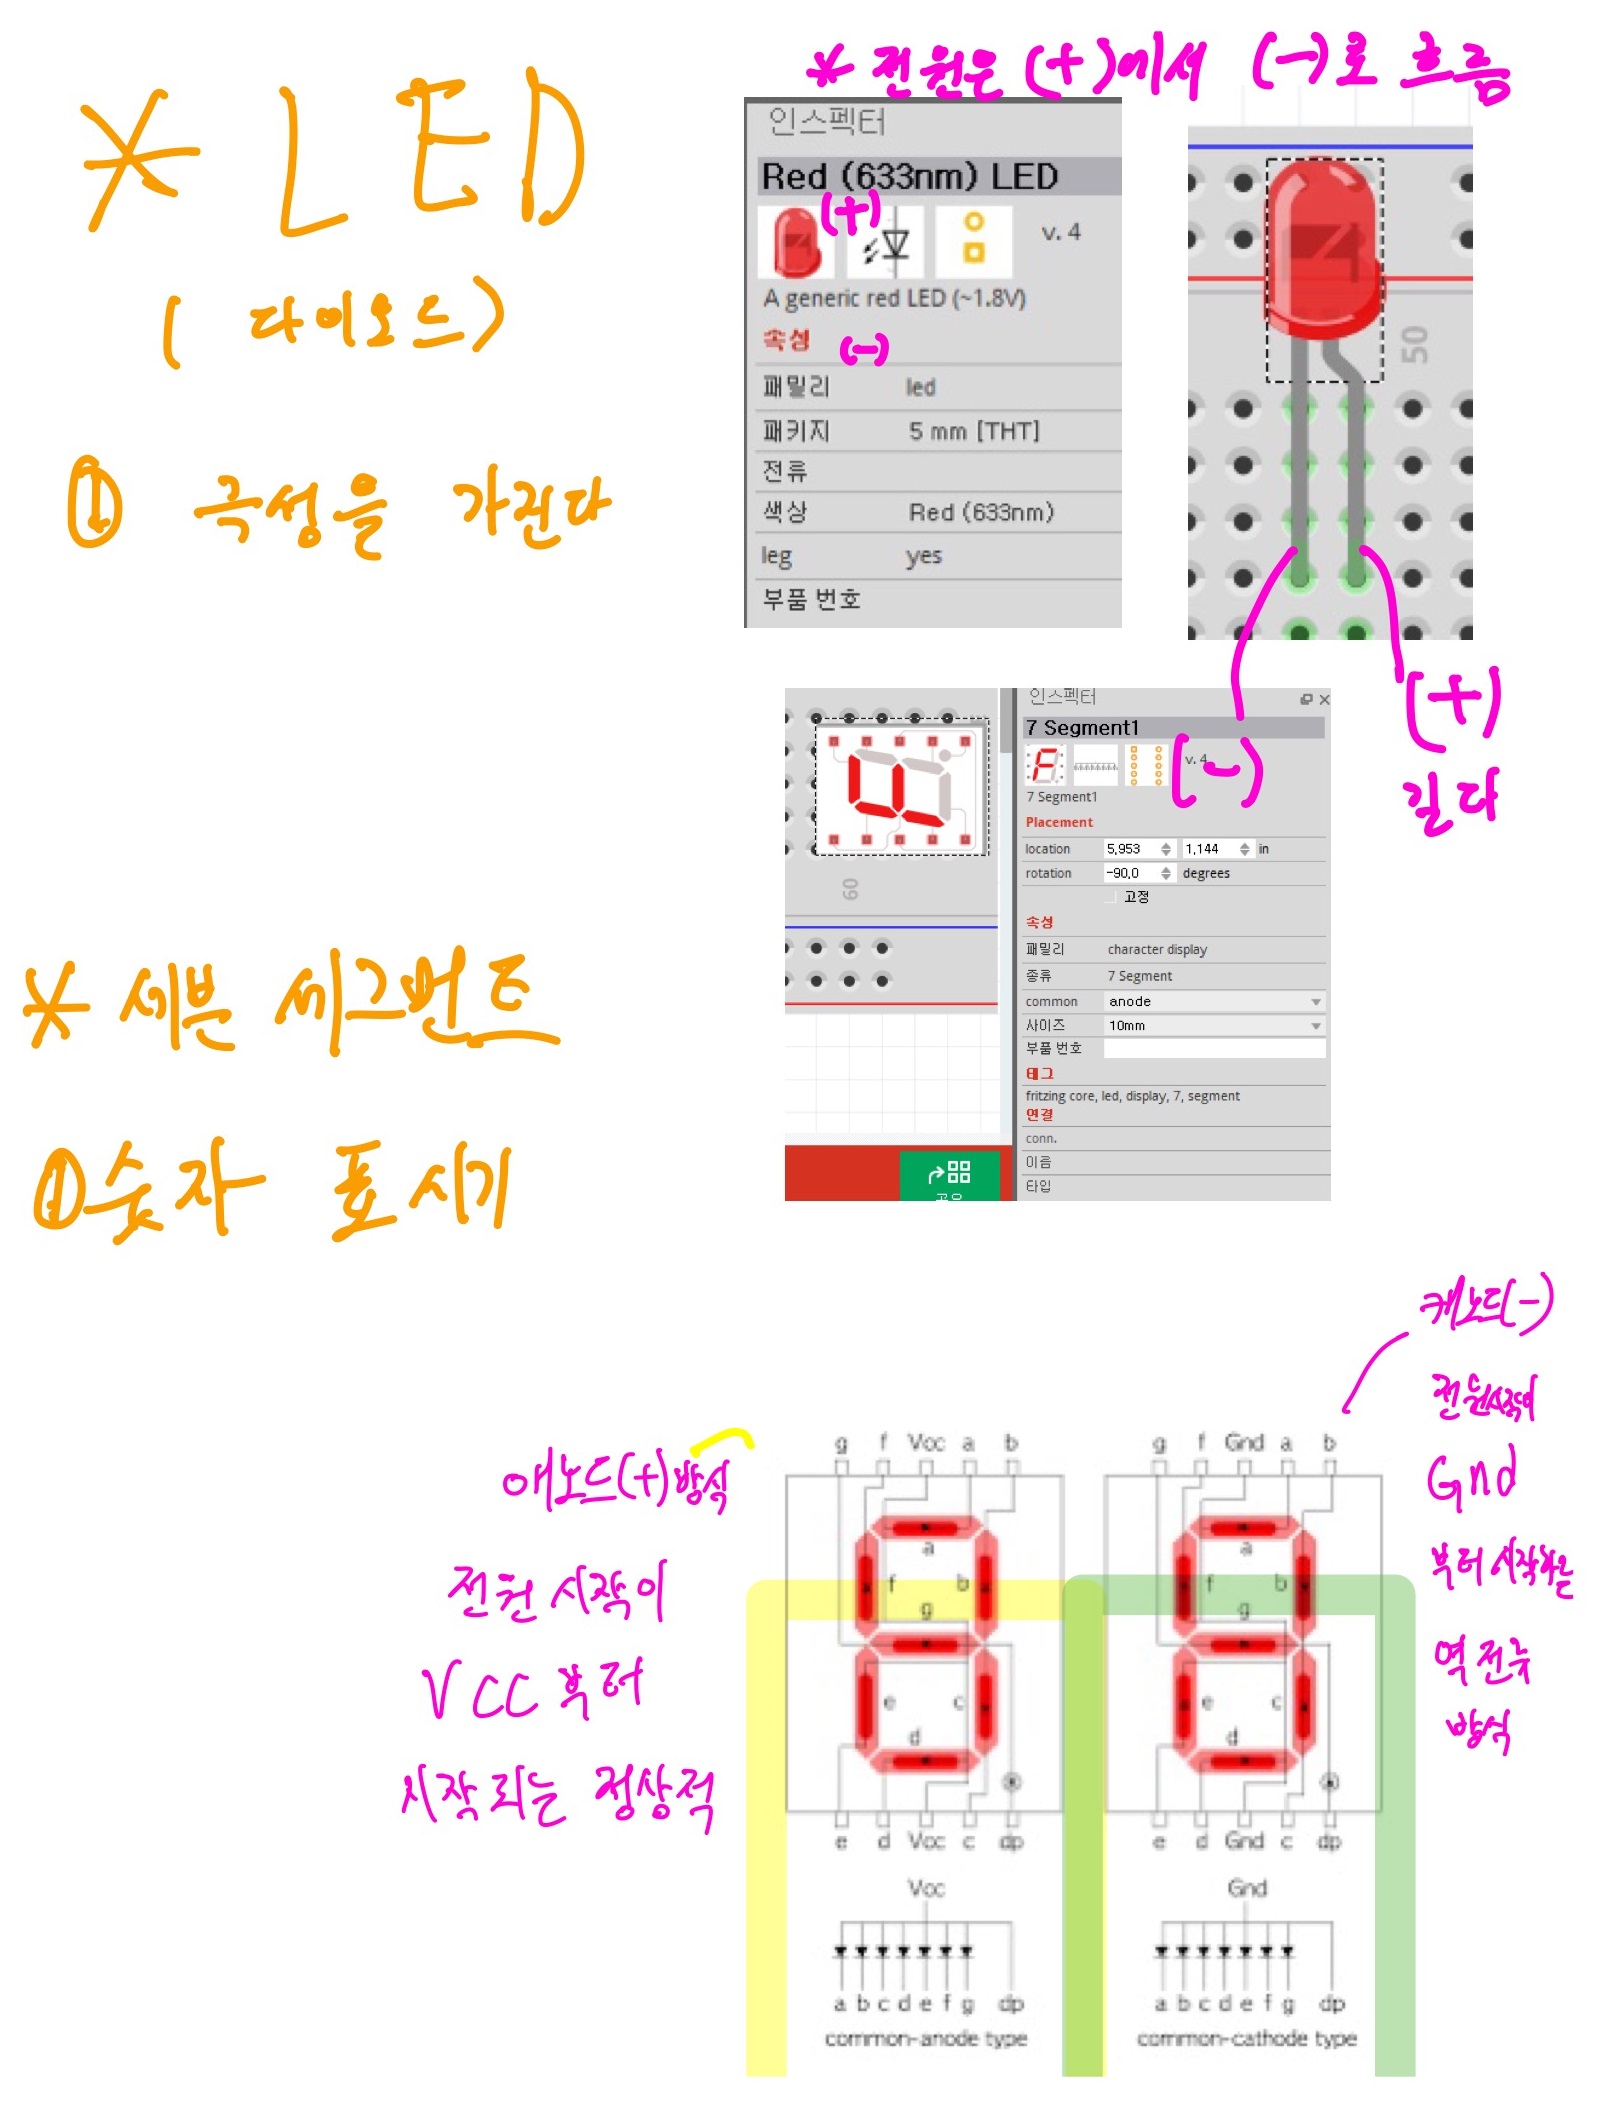 * 전원은 (+)에서 (-)로 흐름
* LED
(다이오드)
① 극성을 가진다
인스펙터
Red (633nm) LED
(+)
v. 4
A generic red LED (~1.8V)
속성
(-)
패밀리 led
패키지 5 mm [THT]
전류
색상 Red (633nm)
leg yes
부품 번호
50
(-)
(+)
길다
60
인스펙터
7 Segment1
v. 4
7 Segment1
Placement
location 5,953 1,144 in
rotation -90,0 degrees
고정
속성
패밀리 character display
종류 7 Segment
common anode
사이즈 10mm
부품 번호
태그
fritzing core, led, display, 7, segment
연결
conn.
이름
타입
공유
* 세븐 세그먼트
① 숫자 표시기
애노드(+)방식
전원 시작이
VCC 부터
시작되는 정상적
캐노드(-)
전원시작이
Gnd
부터 시작하는
역전류
방식
g f Vcc a b
a
f b
g
e c
d
e d Vcc c dp
Vcc
a b c d e f g dp
common-anode type
g f Gnd a b
a
f b
g
e c
d
e d Gnd c dp
Gnd
a b c d e f g dp
common-cathode type